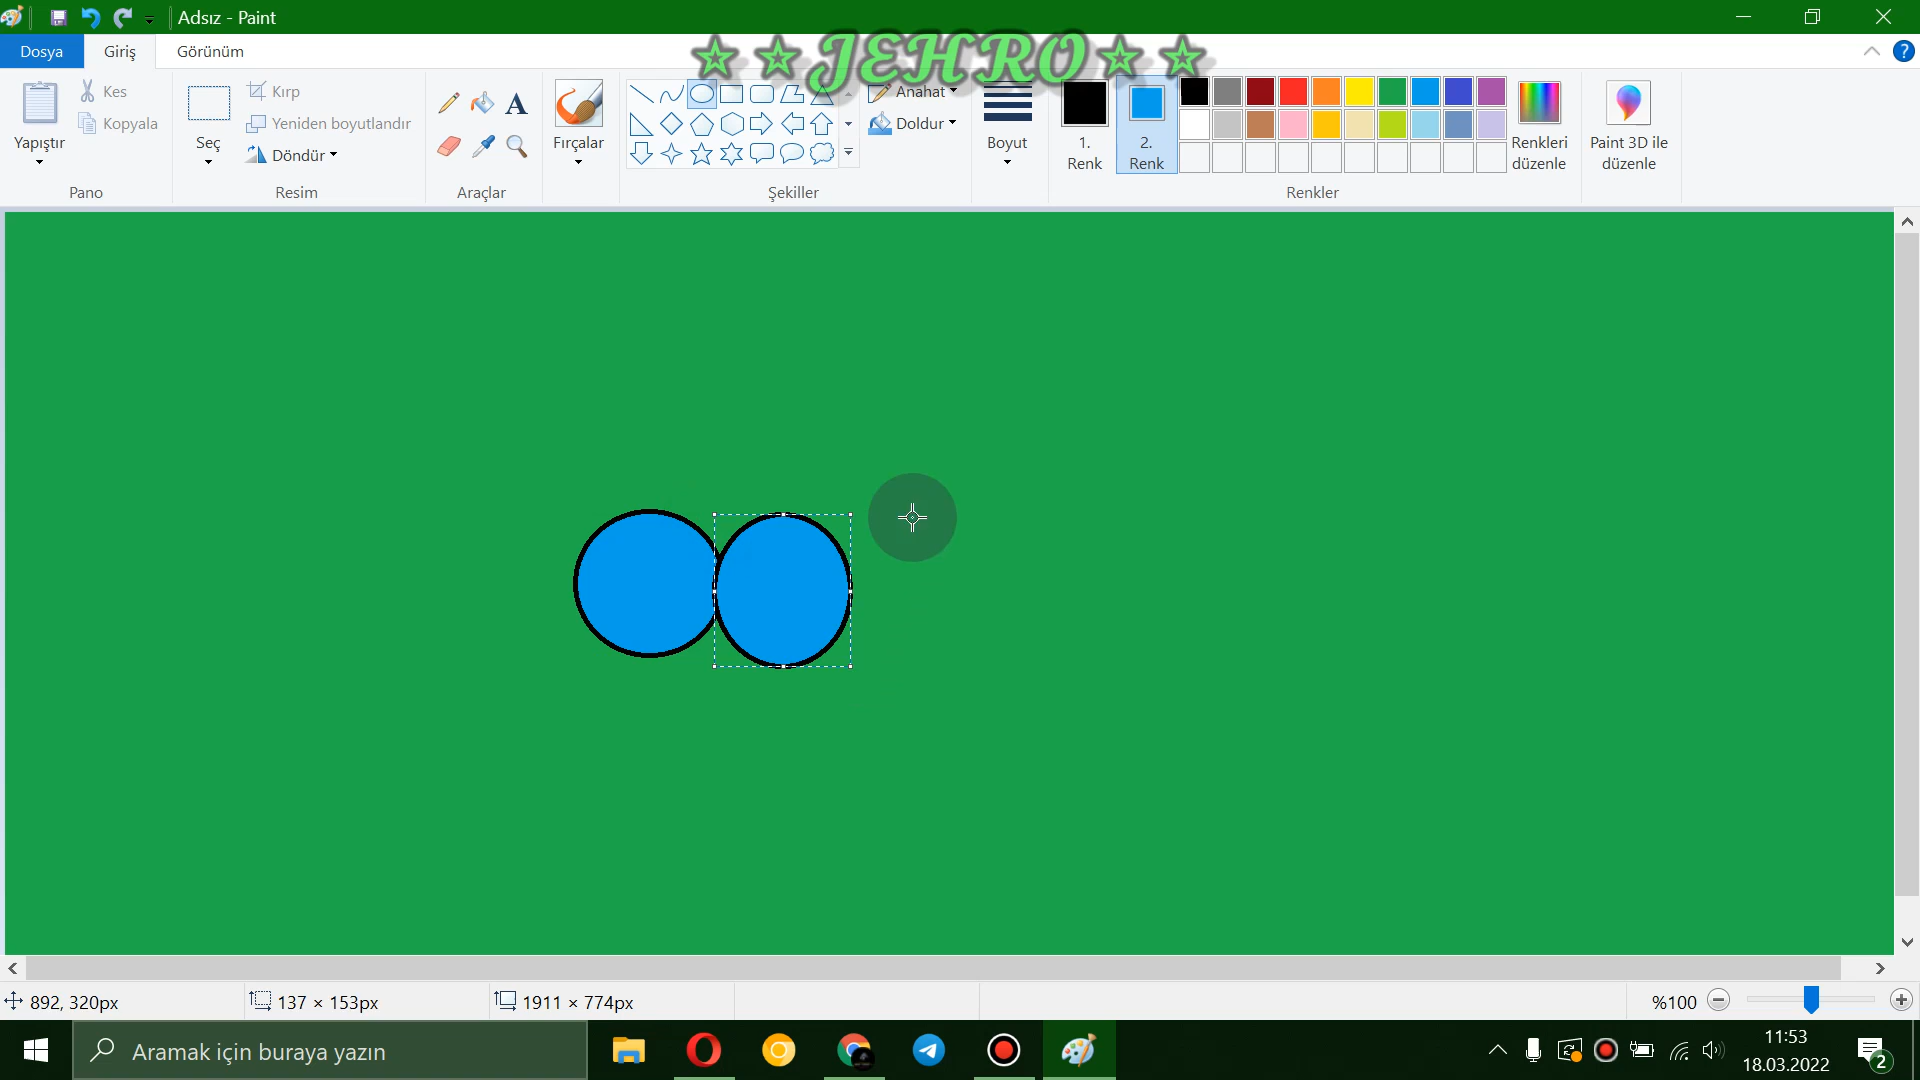 Adsız - Paint
Dosya Giriş Görünüm
☆ ☆ JEHRO ☆ ☆
Yapıştır
Kes
Kopyala
Pano
Seç
Kırp
Yeniden boyutlandır
Döndür
Resim
A
Araçlar
Fırçalar
Şekiller
Anahat
Doldur
Boyut
1.
Renk
2.
Renk
Renkler
Renkleri
düzenle
Paint 3D ile
düzenle
892, 320px 137 × 153px 1911 × 774px %100
Aramak için buraya yazın
11:53
18.03.2022
2